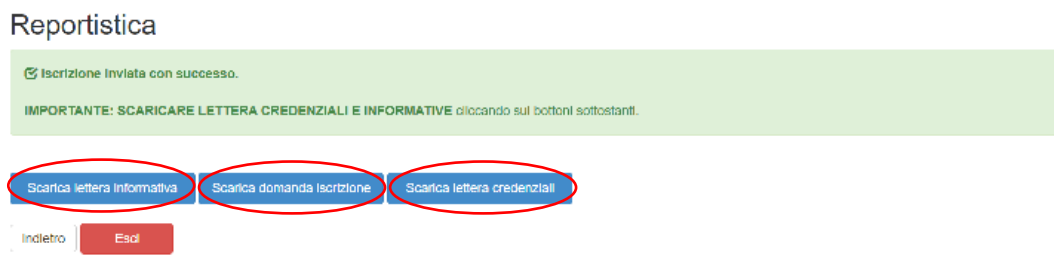 Reportistica
Iscrizione inviata con successo.
IMPORTANTE: SCARICARE LETTERA CREDENZIALI E INFORMATIVE cliccando sui bottoni sottostanti.
Scarica lettera informativa Scarica domanda iscrizione Scarica lettera credenziali
Indietro Esci